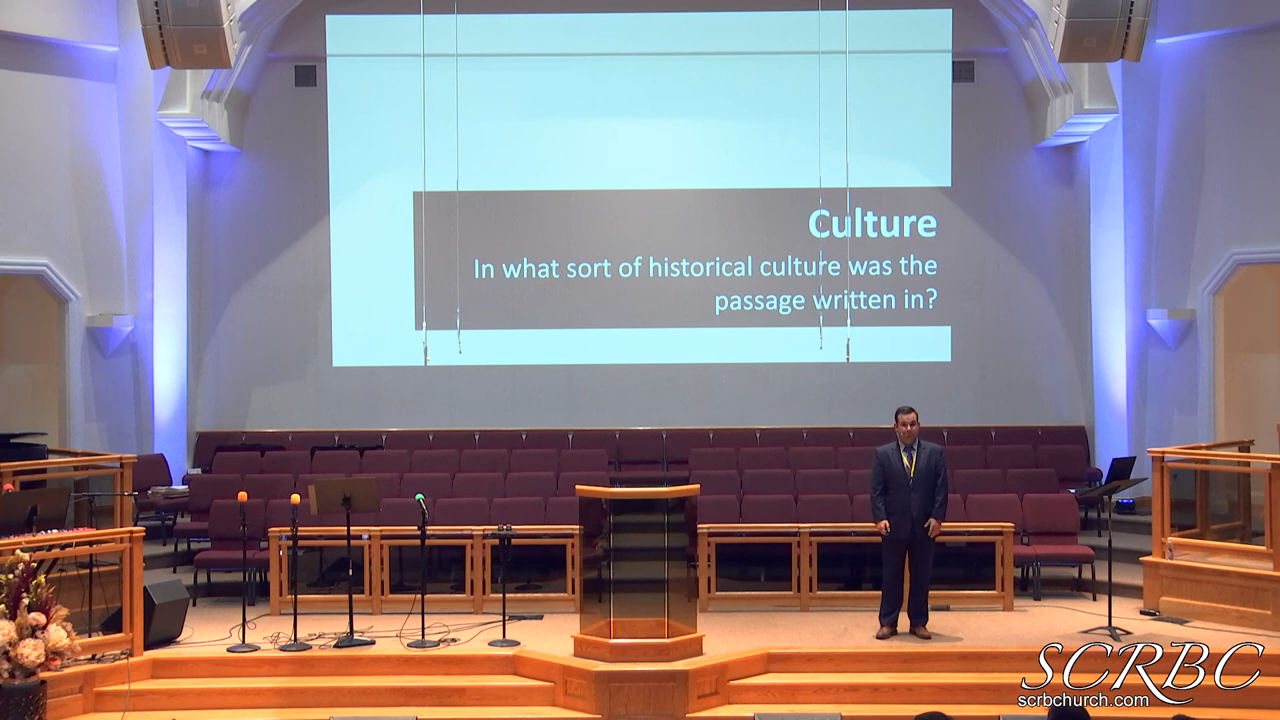 Culture
In what sort of historical culture was the
passage written in?
SCRBC
scrbchurch.com